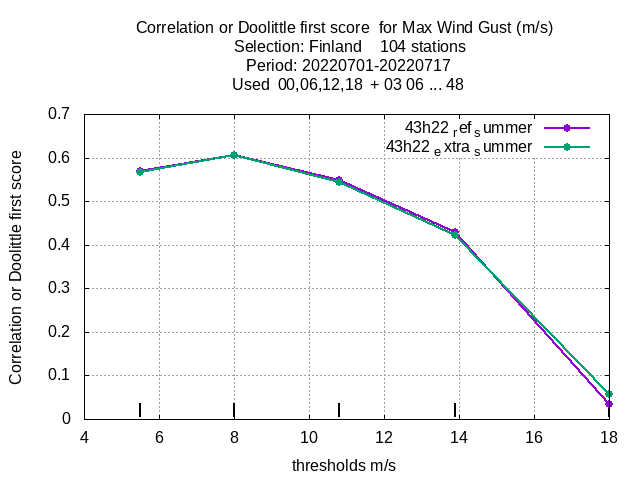 Correlation or Doolittle first score  for Max Wind Gust (m/s)
Selection: Finland    104 stations
Period: 20220701-20220717
Used  00,06,12,18  + 03 06 ... 48
43h22 ref summer
43h22 extra summer
Correlation or Doolittle first score
0.7
0.6
0.5
0.4
0.3
0.2
0.1
0
4 6 8 10 12 14 16 18
thresholds m/s